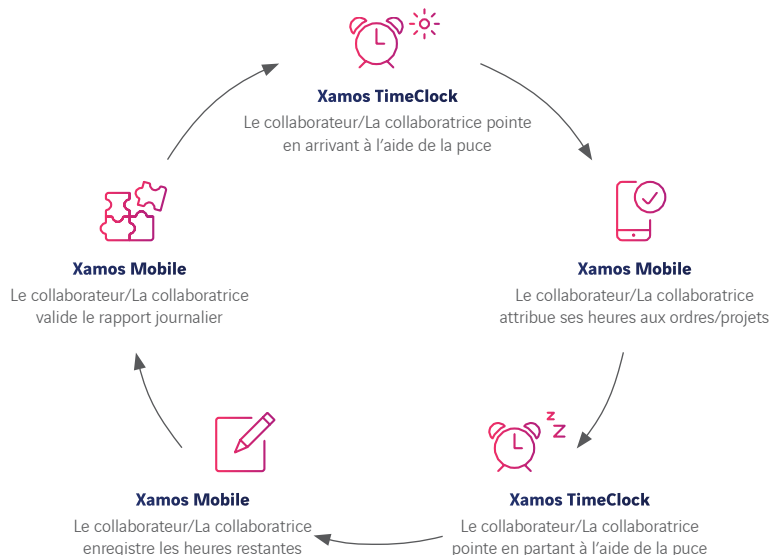 Xamos TimeClock
Le collaborateur/La collaboratrice pointe
en arrivant à l’aide de la puce
Xamos Mobile
Le collaborateur/La collaboratrice
attribue ses heures aux ordres/projets
z
z
Xamos TimeClock
Le collaborateur/La collaboratrice
pointe en partant à l’aide de la puce
Xamos Mobile
Le collaborateur/La collaboratrice
enregistre les heures restantes
Xamos Mobile
Le collaborateur/La collaboratrice
valide le rapport journalier